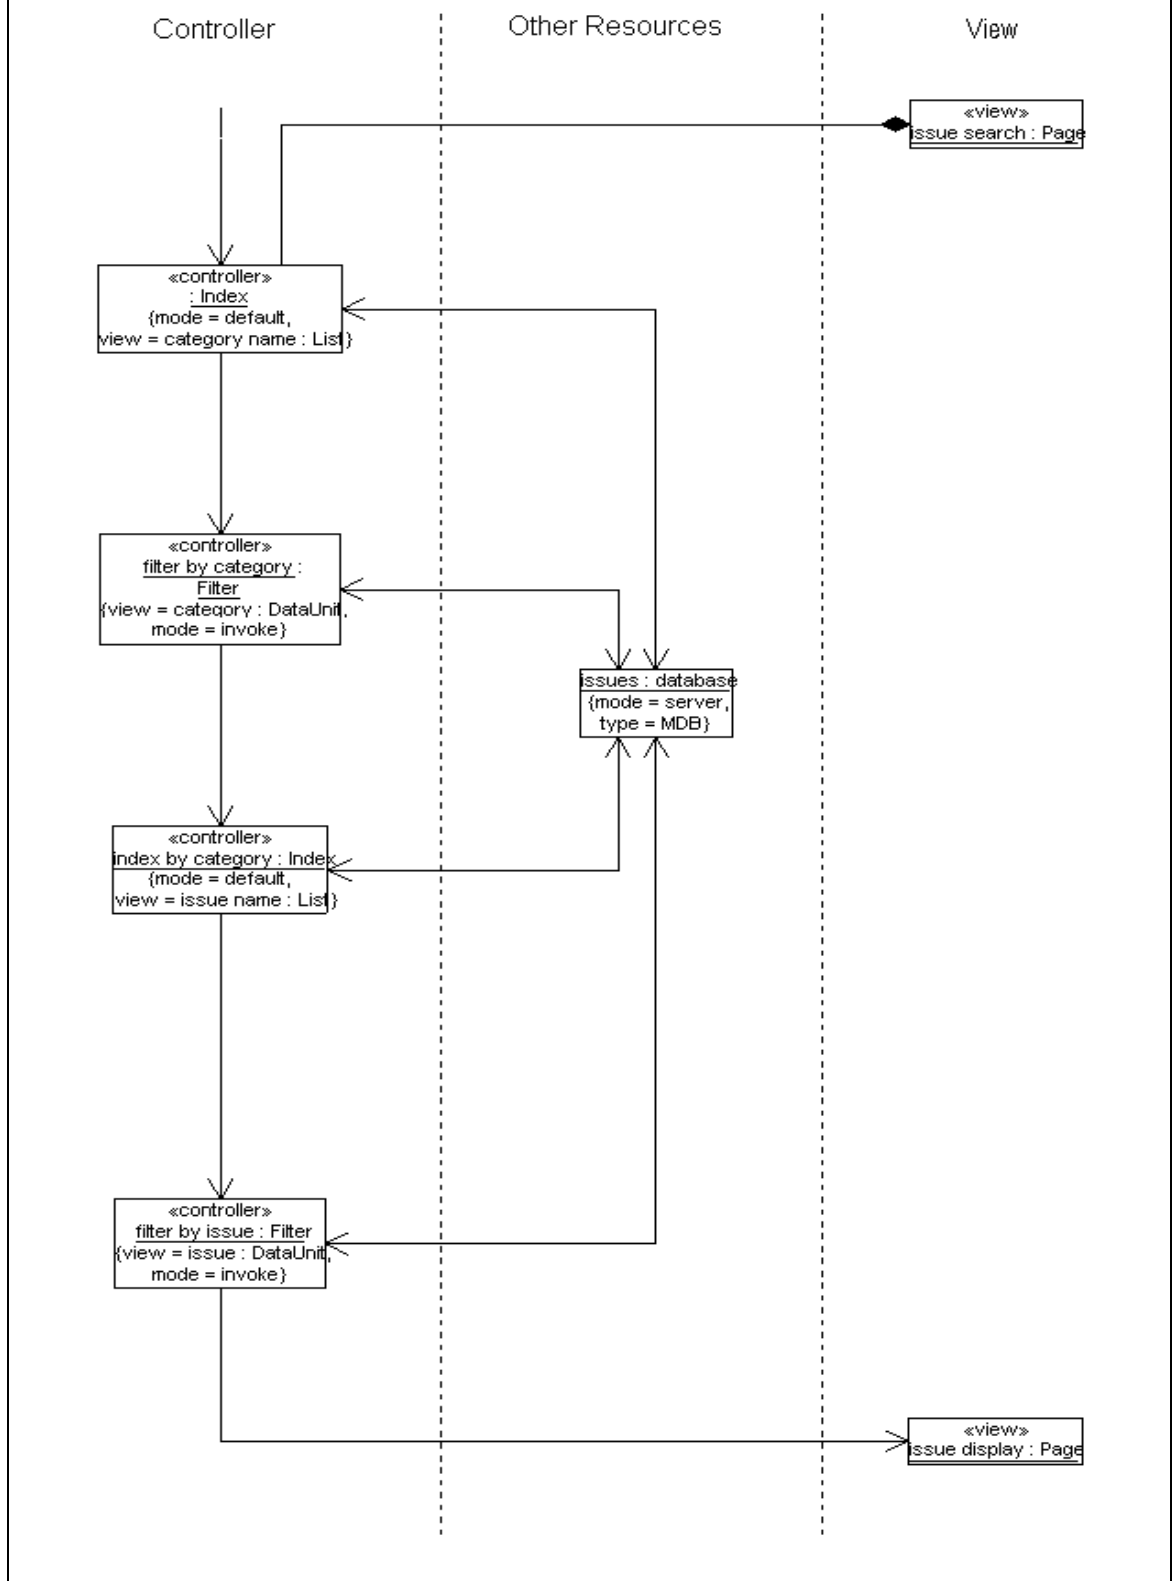 Controller
Other Resources
View
«view»
issue search : Page
«controller»
: Index
{mode = default,
view = category name : List}
«controller»
filter by category :
Filter
{view = category : DataUnit,
mode = invoke}
issues : database
{mode = server,
type = MDB}
«controller»
index by category : Index
{mode = default,
view = issue name : List}
«controller»
filter by issue : Filter
{view = issue : DataUnit,
mode = invoke}
«view»
issue display : Page